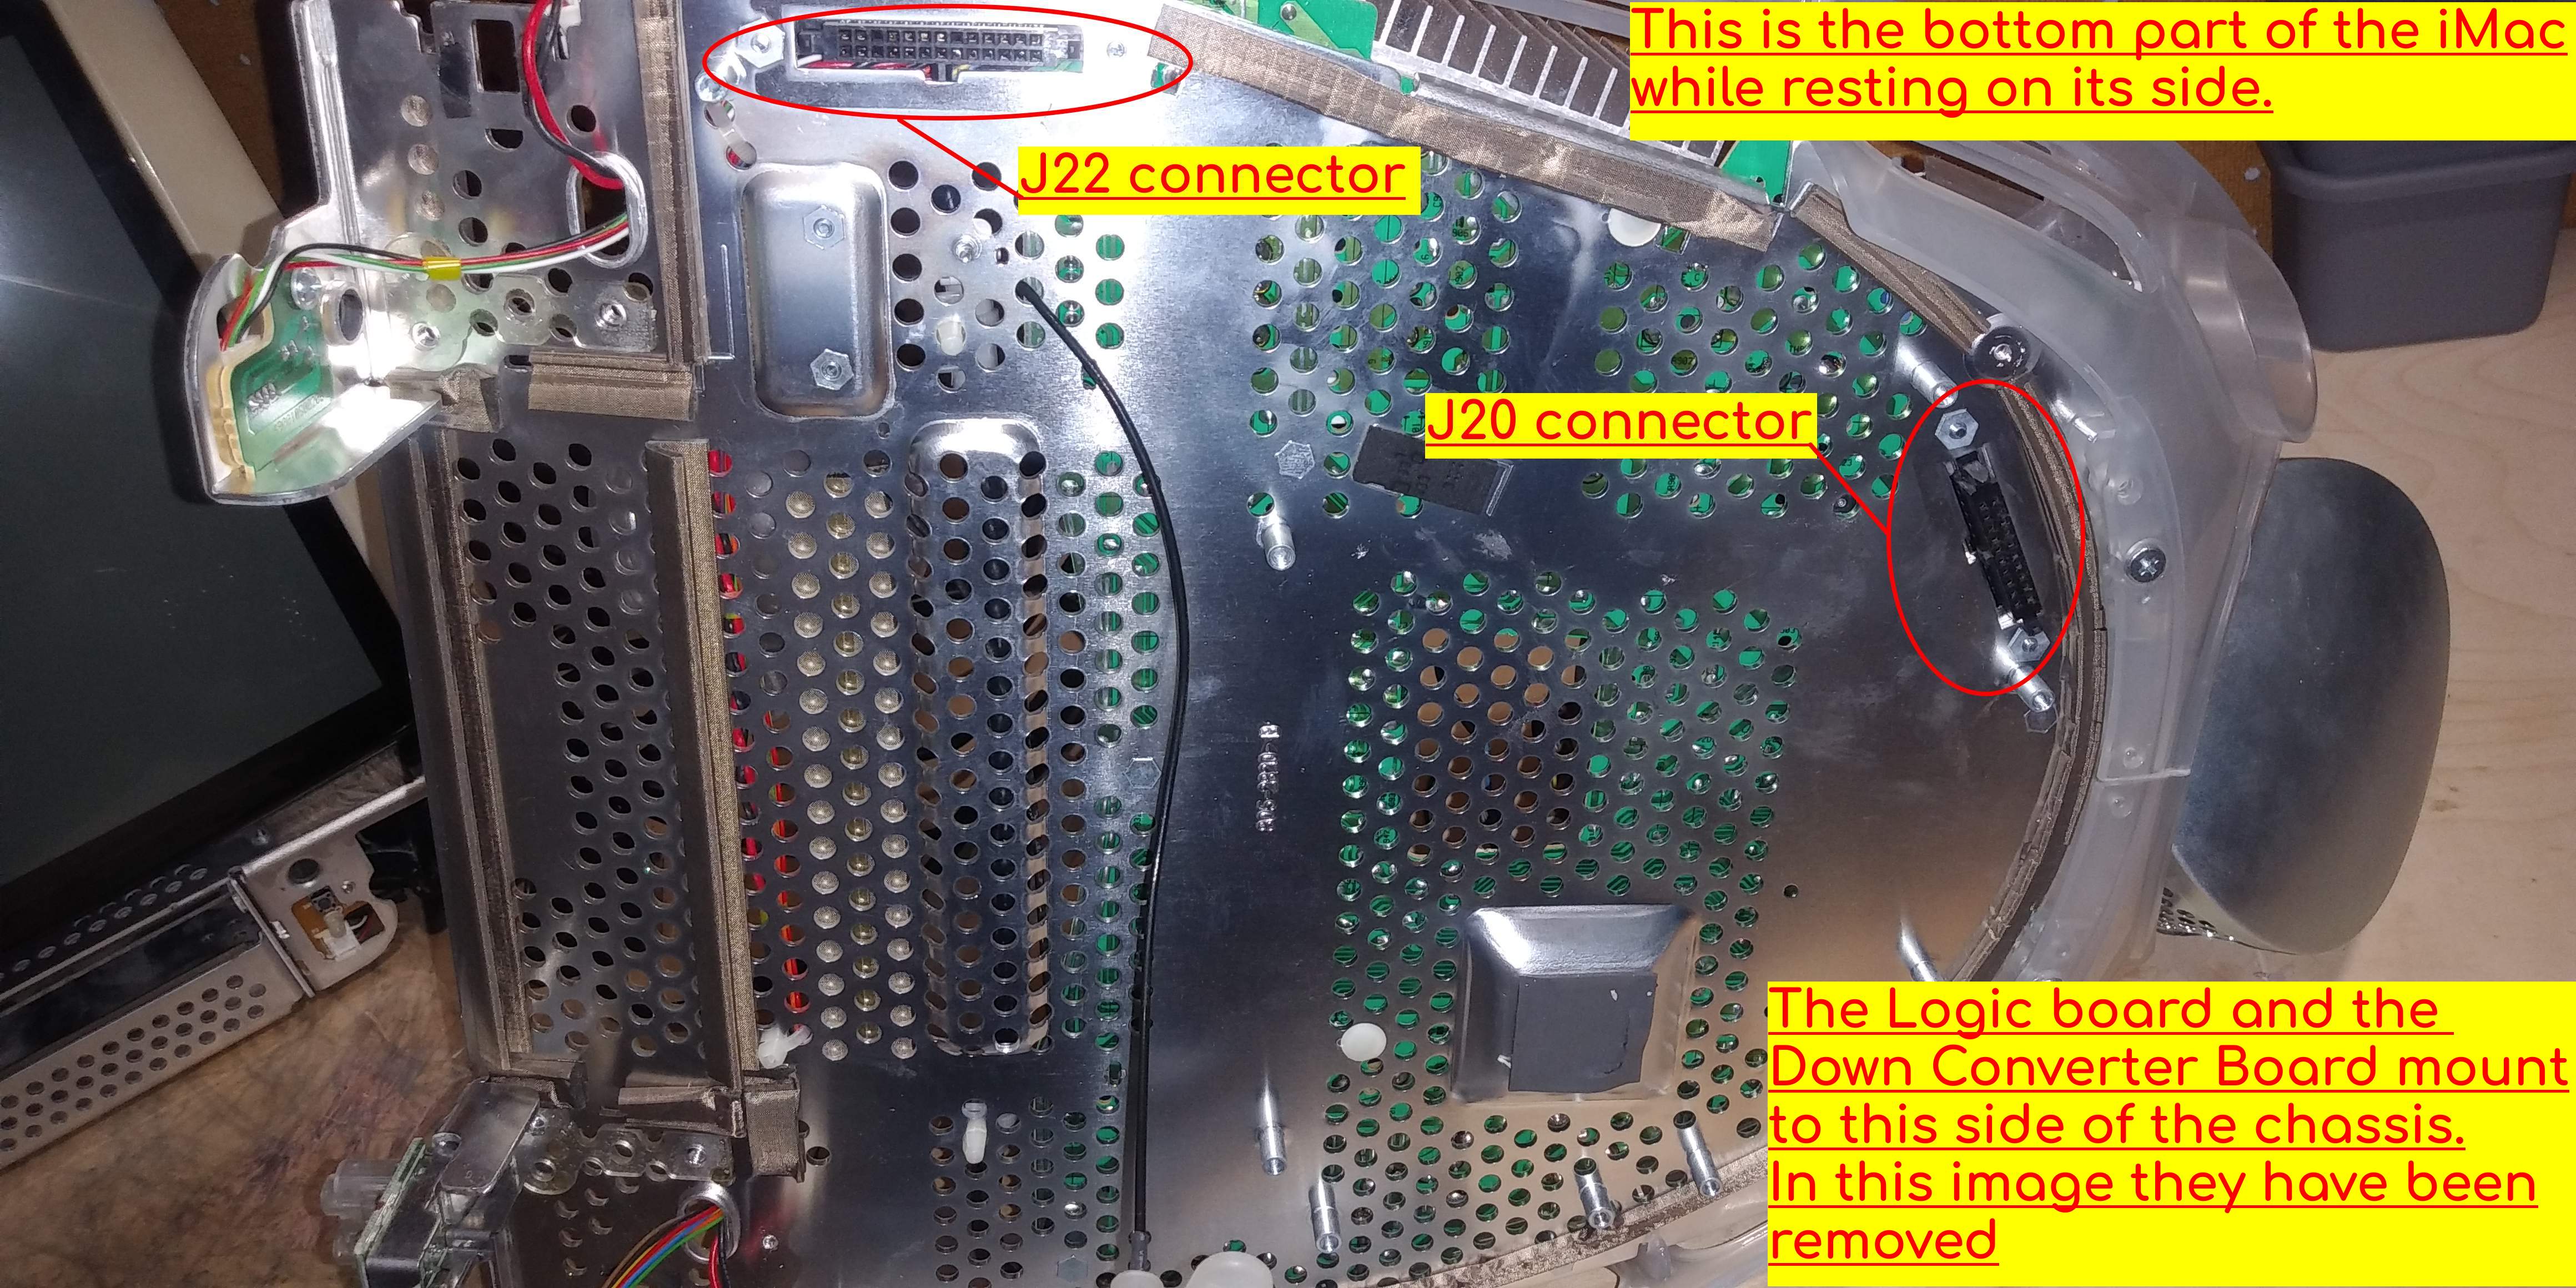 This is the bottom part of the iMac
while resting on its side.
J22 connector
J20 connector
The Logic board and the
Down Converter Board mount
to this side of the chassis.
In this image they have been
removed